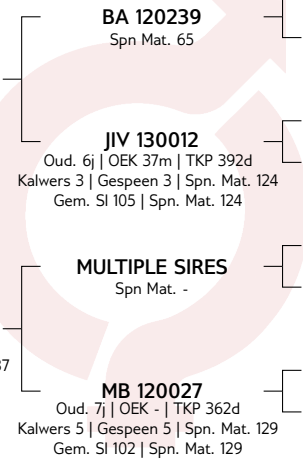 BA 120239
Spn Mat. 65
JIV 130012
Oud. 6j | OEK 37m | TKP 392d
Kalwers 3 | Gespeen 3 | Spn. Mat. 124
Gem. SI 105 | Spn. Mat. 124
MULTIPLE SIRES
Spn Mat. -
37
MB 120027
Oud. 7j | OEK - | TKP 362d
Kalwers 5 | Gespeen 5 | Spn. Mat. 129
Gem. SI 102 | Spn. Mat. 129